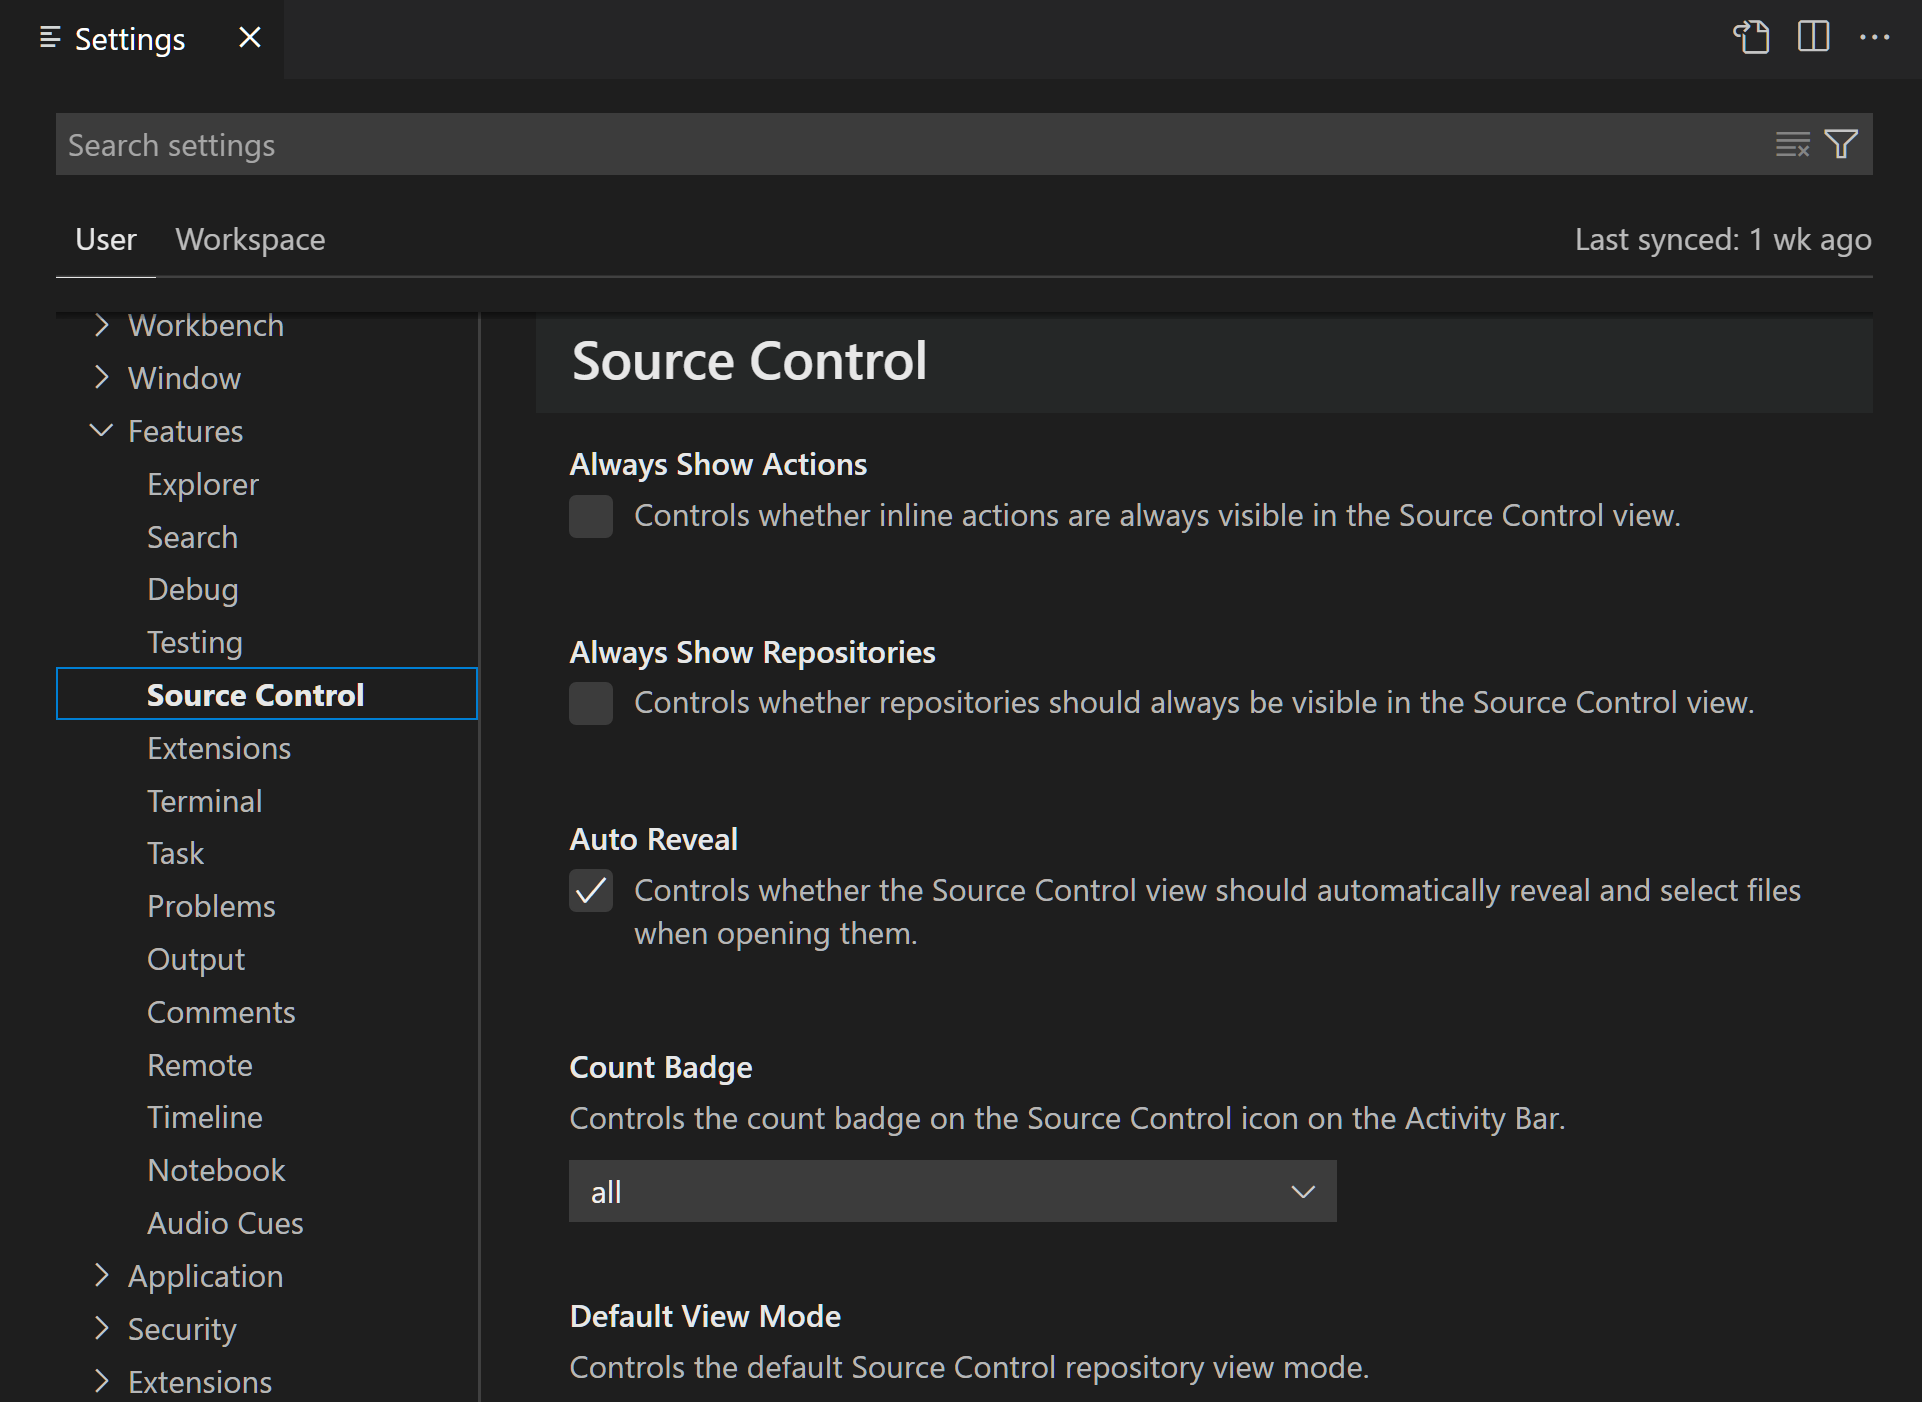 Settings
Search settings
User
Workspace
Last synced: 1 wk ago
Workbench
Window
Features
Explorer
Search
Debug
Testing
Source Control
Extensions
Terminal
Task
Problems
Output
Comments
Remote
Timeline
Notebook
Audio Cues
Application
Security
Extensions
Source Control
Always Show Actions
Controls whether inline actions are always visible in the Source Control view.
Always Show Repositories
Controls whether repositories should always be visible in the Source Control view.
Auto Reveal
Controls whether the Source Control view should automatically reveal and select files
when opening them.
Count Badge
Controls the count badge on the Source Control icon on the Activity Bar.
all
Default View Mode
Controls the default Source Control repository view mode.